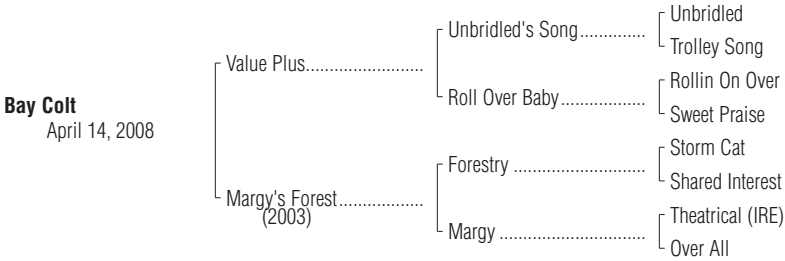 Unbridled
Unbridled's Song..............
Trolley Song
Value Plus........................
Rollin On Over
Roll Over Baby..................
Sweet Praise
Bay Colt
April 14, 2008
Storm Cat
Forestry ...........................
Shared Interest
Margy's Forest.................
(2003)
Theatrical (IRE)
Margy ..............................
Over All